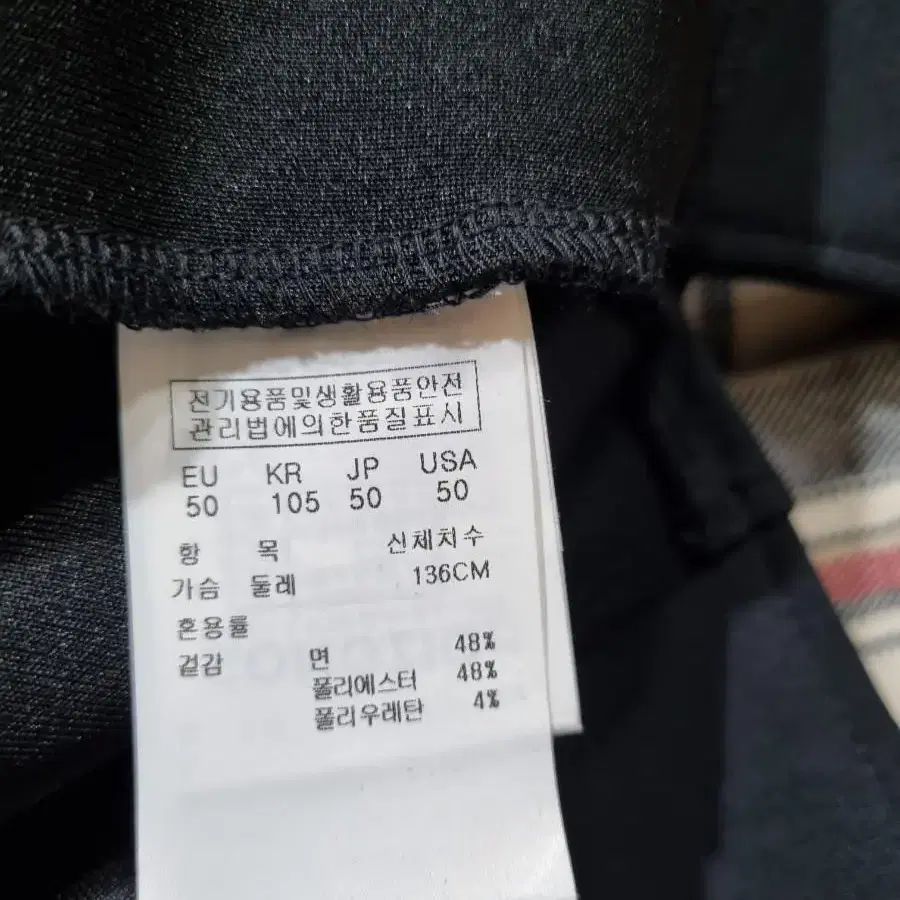 전기용품및생활용품안전
관리법에의한품질표시
EU KR JP USA
50 105 50 50
항 목 신체치수
가슴 둘레 136CM
혼용률
겉감 면 48%
폴리에스터 48%
폴리우레탄 4%